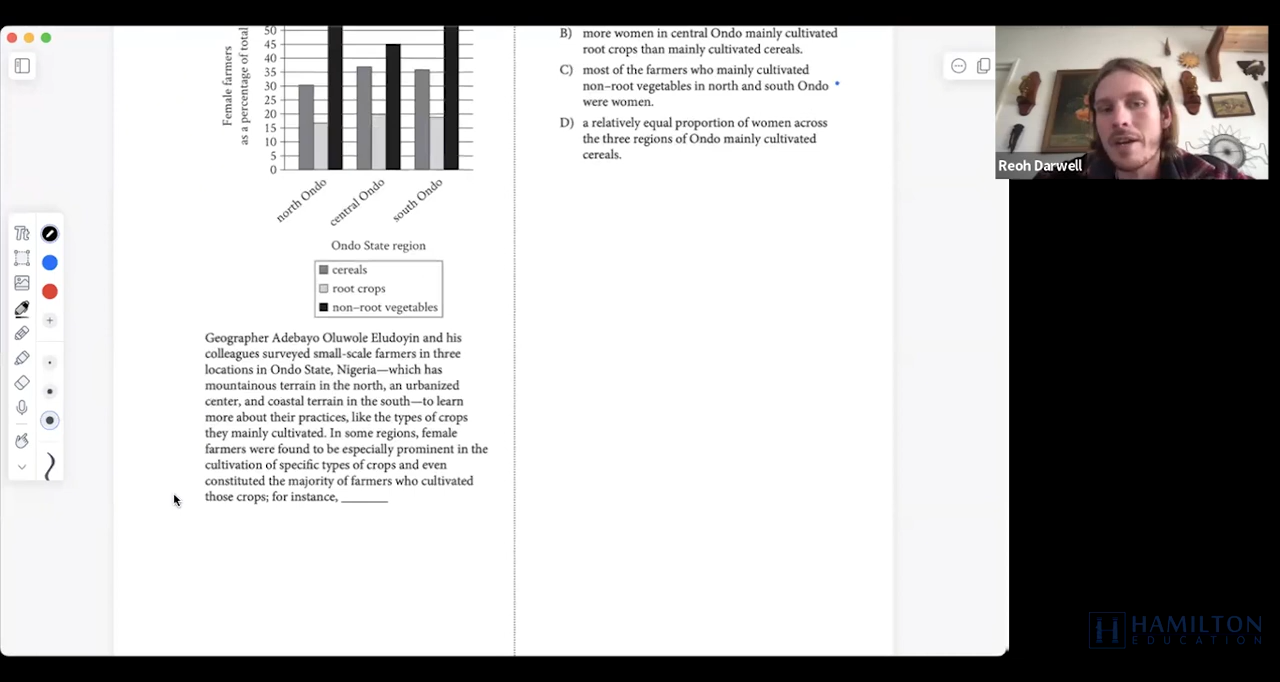 50
45
40
35
30
25
20
15
10
5
0
Female farmers
as a percentage of total
north Ondo
central Ondo
south Ondo
Ondo State region
cereals
root crops
non–root vegetables
Geographer Adebayo Oluwole Eludoyin and his
colleagues surveyed small-scale farmers in three
locations in Ondo State, Nigeria—which has
mountainous terrain in the north, an urbanized
center, and coastal terrain in the south—to learn
more about their practices, like the types of crops
they mainly cultivated. In some regions, female
farmers were found to be especially prominent in the
cultivation of specific types of crops and even
constituted the majority of farmers who cultivated
those crops; for instance, ________
B) more women in central Ondo mainly cultivated
root crops than mainly cultivated cereals.
C) most of the farmers who mainly cultivated
non–root vegetables in north and south Ondo
were women.
D) a relatively equal proportion of women across
the three regions of Ondo mainly cultivated
cereals.
Tt
Reoh Darwell
HAMILTON
EDUCATION